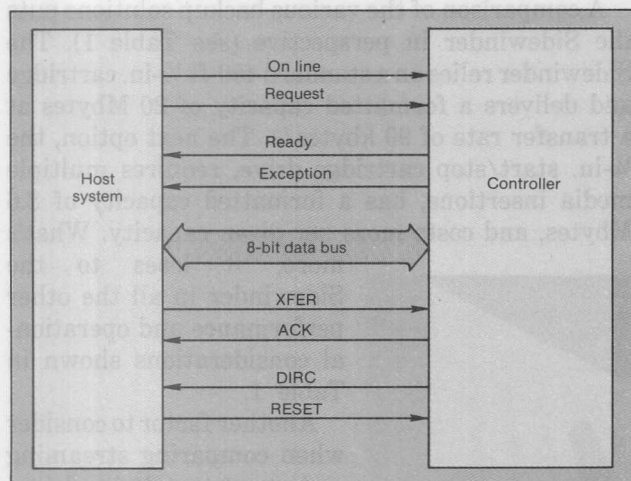 On line
Request
Ready
Exception
Host
system
Controller
8-bit data bus
XFER
ACK
DIRC
RESET